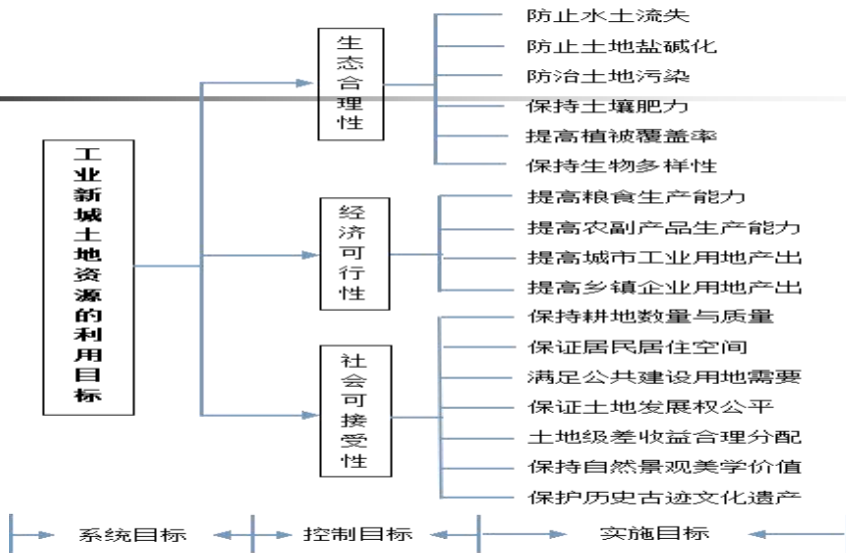 工业新城土地资源的利用目标
生态合理性
防止水土流失
防止土地盐碱化
防治土地污染
保持土壤肥力
提高植被覆盖率
保持生物多样性
经济可行性
提高粮食生产能力
提高农副产品生产能力
提高城市工业用地产出
提高乡镇企业用地产出
社会可接受性
保持耕地数量与质量
保证居民居住空间
满足公共建设用地需要
保证土地发展权公平
土地级差收益合理分配
保持自然景观美学价值
保护历史古迹文化遗产
系统目标
控制目标
实施目标